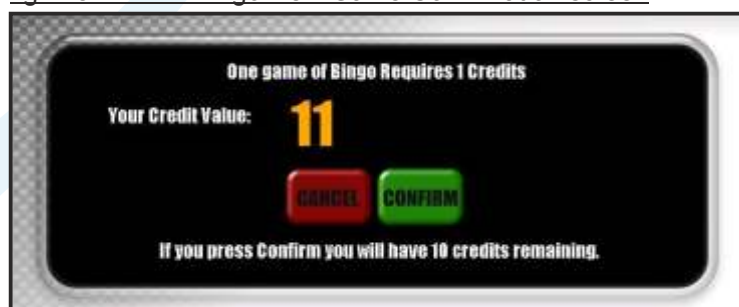 One game of Bingo Requires 1 Credits
Your Credit Value: 11
CANCEL CONFIRM
If you press Confirm you will have 10 credits remaining.